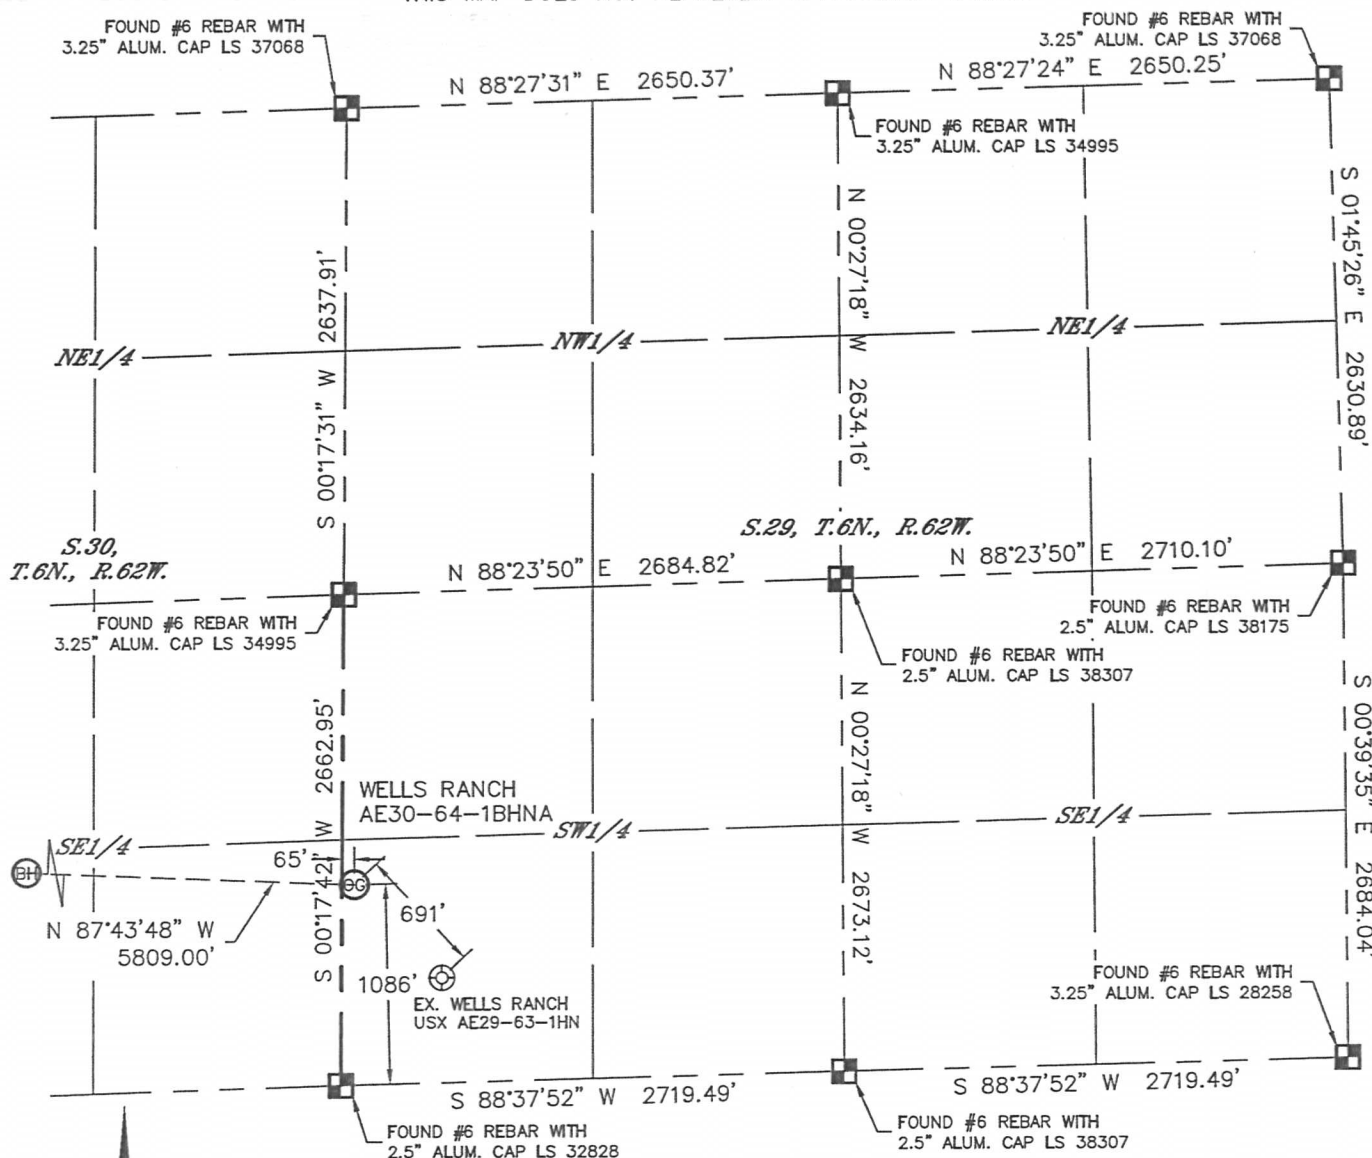 FOUND #6 REBAR WITH
3.25" ALUM. CAP LS 37068
FOUND #6 REBAR WITH
3.25" ALUM. CAP LS 37068
N 88°27'31" E 2650.37'
N 88°27'24" E 2650.25'
FOUND #6 REBAR WITH
3.25" ALUM. CAP LS 34995
S 00°17'31" W 2637.91'
N 00°27'18" W 2634.16'
S 01°45'26" E 2630.89'
NE1/4
NW1/4
NE1/4
S.30,
T.6N., R.62W.
S.29, T.6N., R.62W.
N 88°23'50" E 2684.82'
N 88°23'50" E 2710.10'
FOUND #6 REBAR WITH
3.25" ALUM. CAP LS 34995
FOUND #6 REBAR WITH
2.5" ALUM. CAP LS 38175
FOUND #6 REBAR WITH
2.5" ALUM. CAP LS 38307
S 00°17'42" W 2662.95'
N 00°27'18" W 2673.12'
S 00°39'35" E 2684.04'
WELLS RANCH
AE30-64-1BHNA
SE1/4
SW1/4
SE1/4
65'
BH
OG
N 87°43'48" W
5809.00'
691'
1086'
EX. WELLS RANCH
USX AE29-63-1HN
FOUND #6 REBAR WITH
3.25" ALUM. CAP LS 28258
S 88°37'52" W 2719.49'
S 88°37'52" W 2719.49'
FOUND #6 REBAR WITH
2.5" ALUM. CAP LS 32828
FOUND #6 REBAR WITH
2.5" ALUM. CAP LS 38307